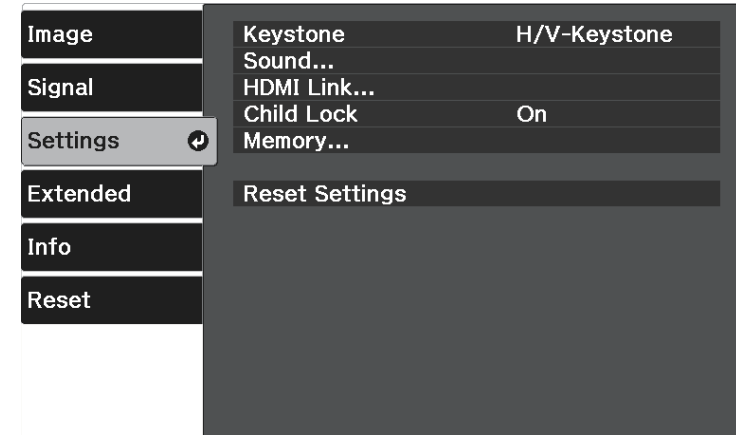 Image
Signal
Settings
Extended
Info
Reset
Keystone H/V-Keystone
Sound...
HDMI Link...
Child Lock On
Memory...
Reset Settings